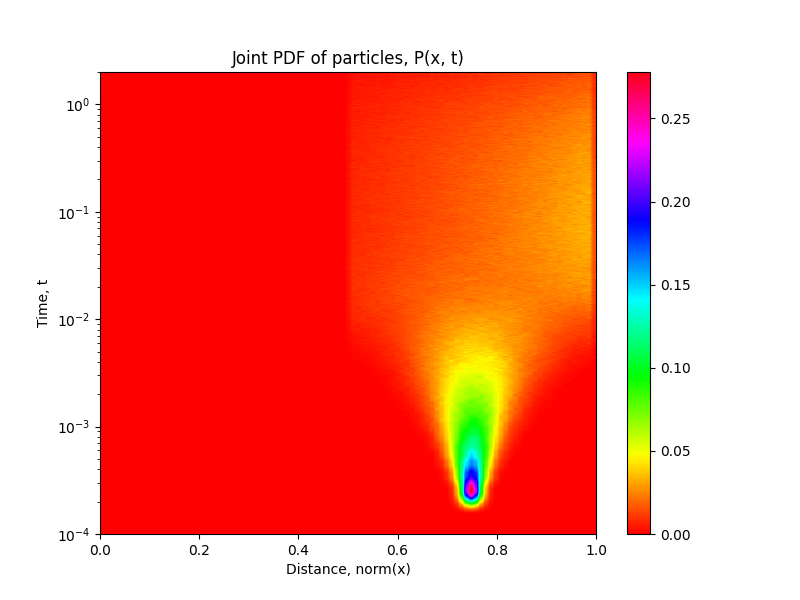 Joint PDF of particles, P(x, t)
Time, t
10⁰
10⁻¹
10⁻²
10⁻³
10⁻⁴
0.0 0.2 0.4 0.6 0.8 1.0
Distance, norm(x)
0.25
0.20
0.15
0.10
0.05
0.00